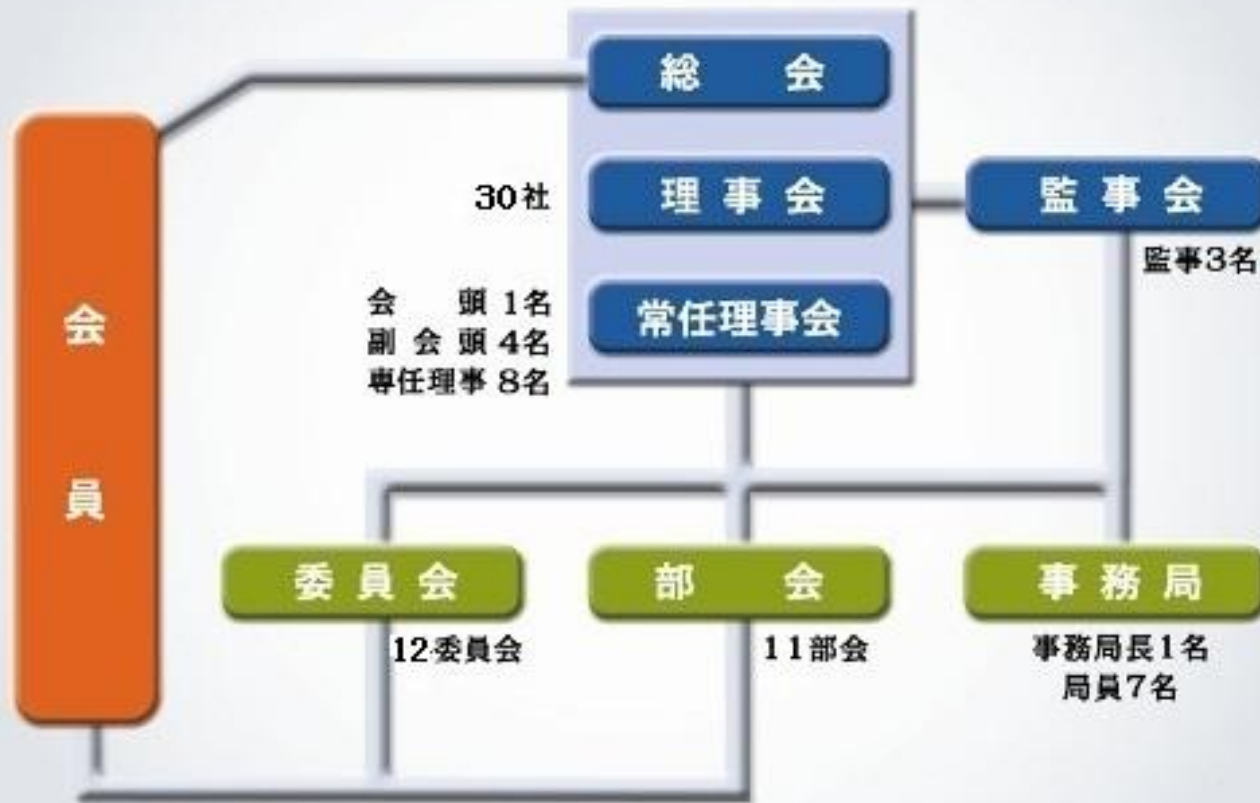 総会
30社
理事会
監事会
監事3名
会頭 1名
副会頭 4名
専任理事 8名
常任理事会
会員
委員会
12委員会
部会
11部会
事務局
事務局長1名
局員7名